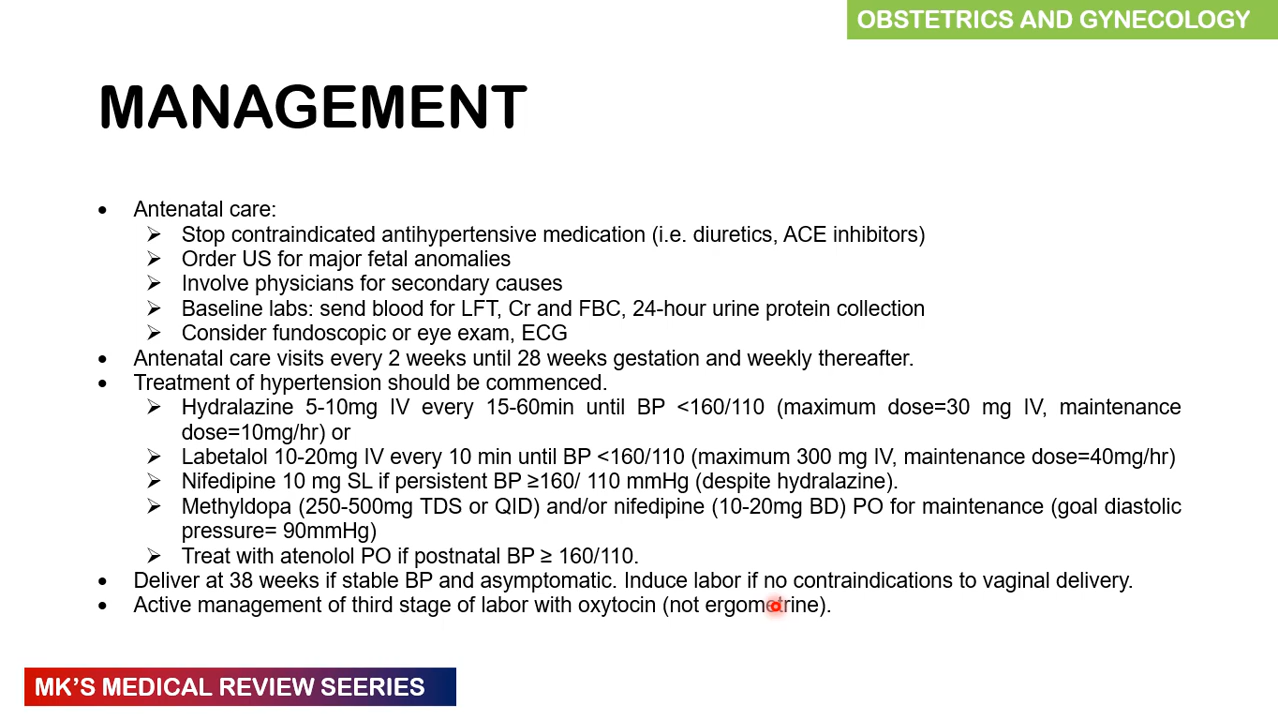 OBSTETRICS AND GYNECOLOGY
MANAGEMENT
• Antenatal care:
➢ Stop contraindicated antihypertensive medication (i.e. diuretics, ACE inhibitors)
➢ Order US for major fetal anomalies
➢ Involve physicians for secondary causes
➢ Baseline labs: send blood for LFT, Cr and FBC, 24-hour urine protein collection
➢ Consider fundoscopic or eye exam, ECG
• Antenatal care visits every 2 weeks until 28 weeks gestation and weekly thereafter.
• Treatment of hypertension should be commenced.
➢ Hydralazine 5-10mg IV every 15-60min until BP <160/110 (maximum dose=30 mg IV, maintenance
dose=10mg/hr) or
➢ Labetalol 10-20mg IV every 10 min until BP <160/110 (maximum 300 mg IV, maintenance dose=40mg/hr)
➢ Nifedipine 10 mg SL if persistent BP ≥160/ 110 mmHg (despite hydralazine).
➢ Methyldopa (250-500mg TDS or QID) and/or nifedipine (10-20mg BD) PO for maintenance (goal diastolic
pressure= 90mmHg)
➢ Treat with atenolol PO if postnatal BP ≥ 160/110.
• Deliver at 38 weeks if stable BP and asymptomatic. Induce labor if no contraindications to vaginal delivery.
• Active management of third stage of labor with oxytocin (not ergometrine).
MK'S MEDICAL REVIEW SEERIES